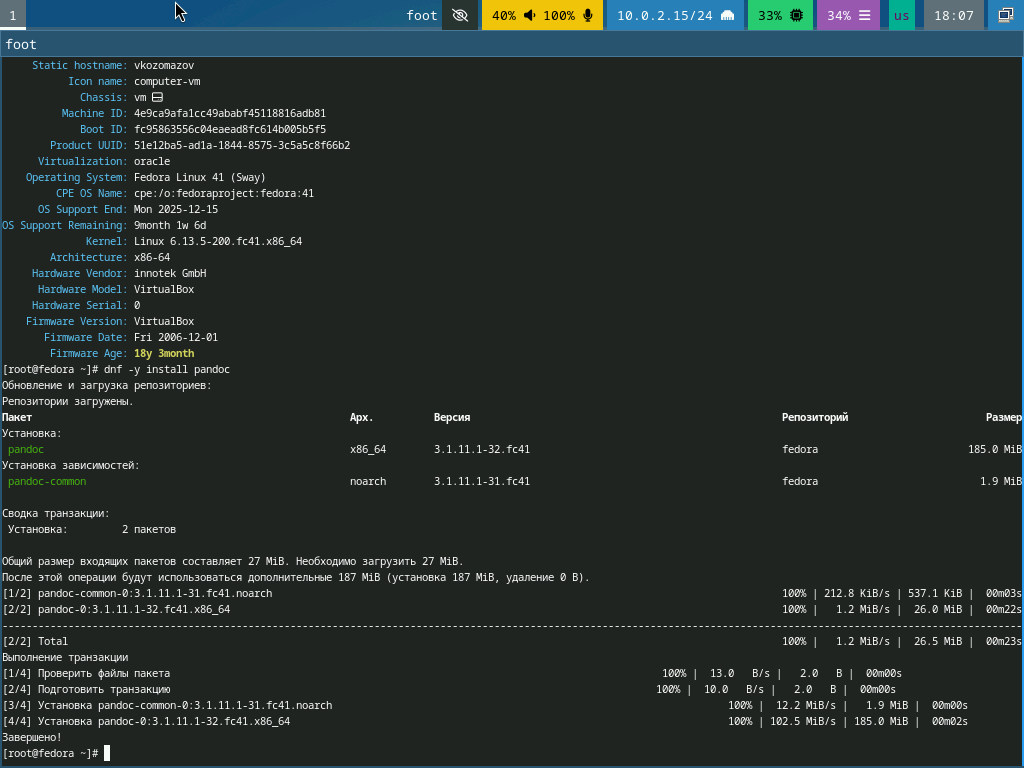 1
foot 40% 100% 10.0.2.15/24 33% 34% us 18:07
foot
Static hostname: vkozomazov
Icon name: computer-vm
Chassis: vm
Machine ID: 4e9ca9afa1cc49ababf45118816adb81
Boot ID: fc95863556c04eaead8fc614b005b5f5
Product UUID: 51e12ba5-ad1a-1844-8575-3c5a5c8f66b2
Virtualization: oracle
Operating System: Fedora Linux 41 (Sway)
CPE OS Name: cpe:/o:fedoraproject:fedora:41
OS Support End: Mon 2025-12-15
OS Support Remaining: 9month 1w 6d
Kernel: Linux 6.13.5-200.fc41.x86_64
Architecture: x86-64
Hardware Vendor: innotek GmbH
Hardware Model: VirtualBox
Hardware Serial: 0
Firmware Version: VirtualBox
Firmware Date: Fri 2006-12-01
Firmware Age: 18y 3month
[root@fedora ~]# dnf -y install pandoc
Обновление и загрузка репозиториев:
Репозитории загружены.
Пакет Арх. Версия Репозиторий Размер
Установка:
pandoc x86_64 3.1.11.1-32.fc41 fedora 185.0 MiB
Установка зависимостей:
pandoc-common noarch 3.1.11.1-31.fc41 fedora 1.9 MiB
Сводка транзакции:
Установка: 2 пакетов
Общий размер входящих пакетов составляет 27 MiB. Необходимо загрузить 27 MiB.
После этой операции будут использоваться дополнительные 187 MiB (установка 187 MiB, удаление 0 B).
[1/2] pandoc-common-0:3.1.11.1-31.fc41.noarch 100% | 212.8 KiB/s | 537.1 KiB | 00m03s
[2/2] pandoc-0:3.1.11.1-32.fc41.x86_64 100% | 1.2 MiB/s | 26.0 MiB | 00m22s
--------------------------------------------------------------------------------
[2/2] Total 100% | 1.2 MiB/s | 26.5 MiB | 00m23s
Выполнение транзакции
[1/4] Проверить файлы пакета 100% | 13.0 B/s | 2.0 B | 00m00s
[2/4] Подготовить транзакцию 100% | 10.0 B/s | 2.0 B | 00m00s
[3/4] Установка pandoc-common-0:3.1.11.1-31.fc41.noarch 100% | 12.2 MiB/s | 1.9 MiB | 00m00s
[4/4] Установка pandoc-0:3.1.11.1-32.fc41.x86_64 100% | 102.5 MiB/s | 185.0 MiB | 00m02s
Завершено!
[root@fedora ~]#